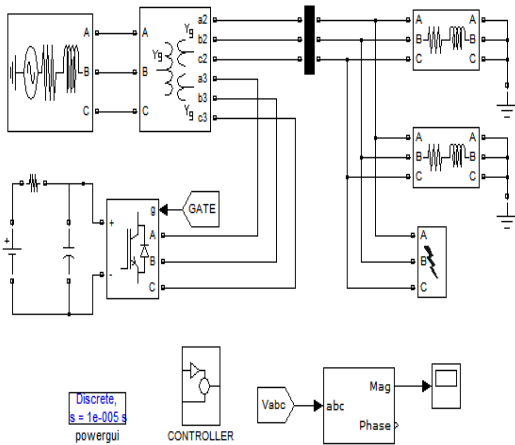 A A a2
Yg Yg b2
B B c2
a3
b3
C C Yg c3
A A
B B
C C
A A
B B
C C
+ + g GATE
A
B
- C
A
B
C
Discrete,
s = 1e-005 s
powergui
CONTROLLER
Vabc abc Mag
Phase